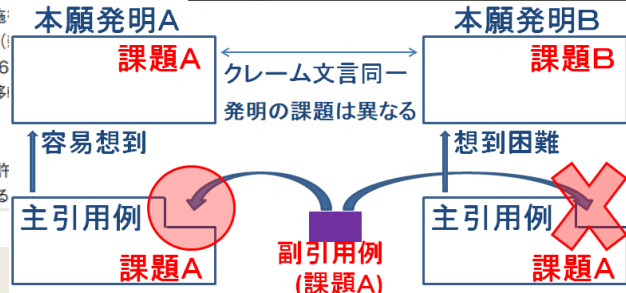 本願発明A
課題A
クレーム文言同一
発明の課題は異なる
本願発明B
課題B
容易想到
想到困難
主引用例
課題A
副引用例
(課題A)
主引用例
課題A